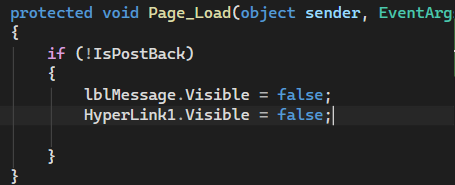 protected void Page_Load(object sender, EventArg
{
if (!IsPostBack)
{
lblMessage.Visible = false;
HyperLink1.Visible = false;
}
}